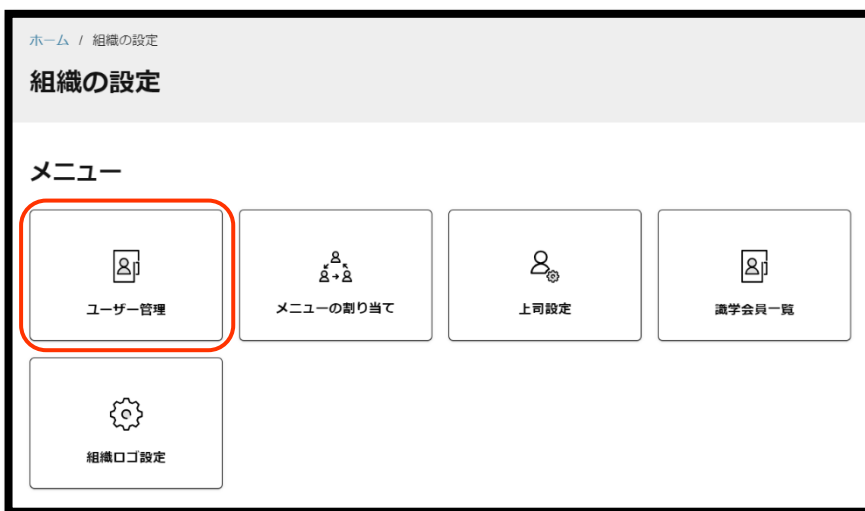 ホーム / 組織の設定
組織の設定
メニュー
ユーザー管理
メニューの割り当て
上司設定
識学会員一覧
組織ロゴ設定